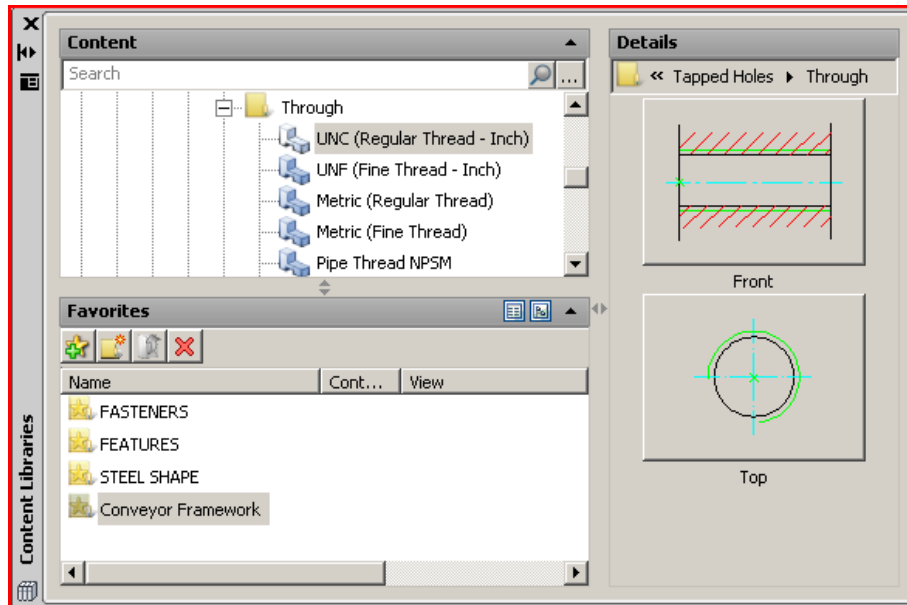 Content
Search
...
Through
UNC (Regular Thread - Inch)
UNF (Fine Thread - Inch)
Metric (Regular Thread)
Metric (Fine Thread)
Pipe Thread NPSM
Favorites
Name Cont... View
FASTENERS
FEATURES
STEEL SHAPE
Conveyor Framework
Details
« Tapped Holes Through
Front
Top
Content Libraries